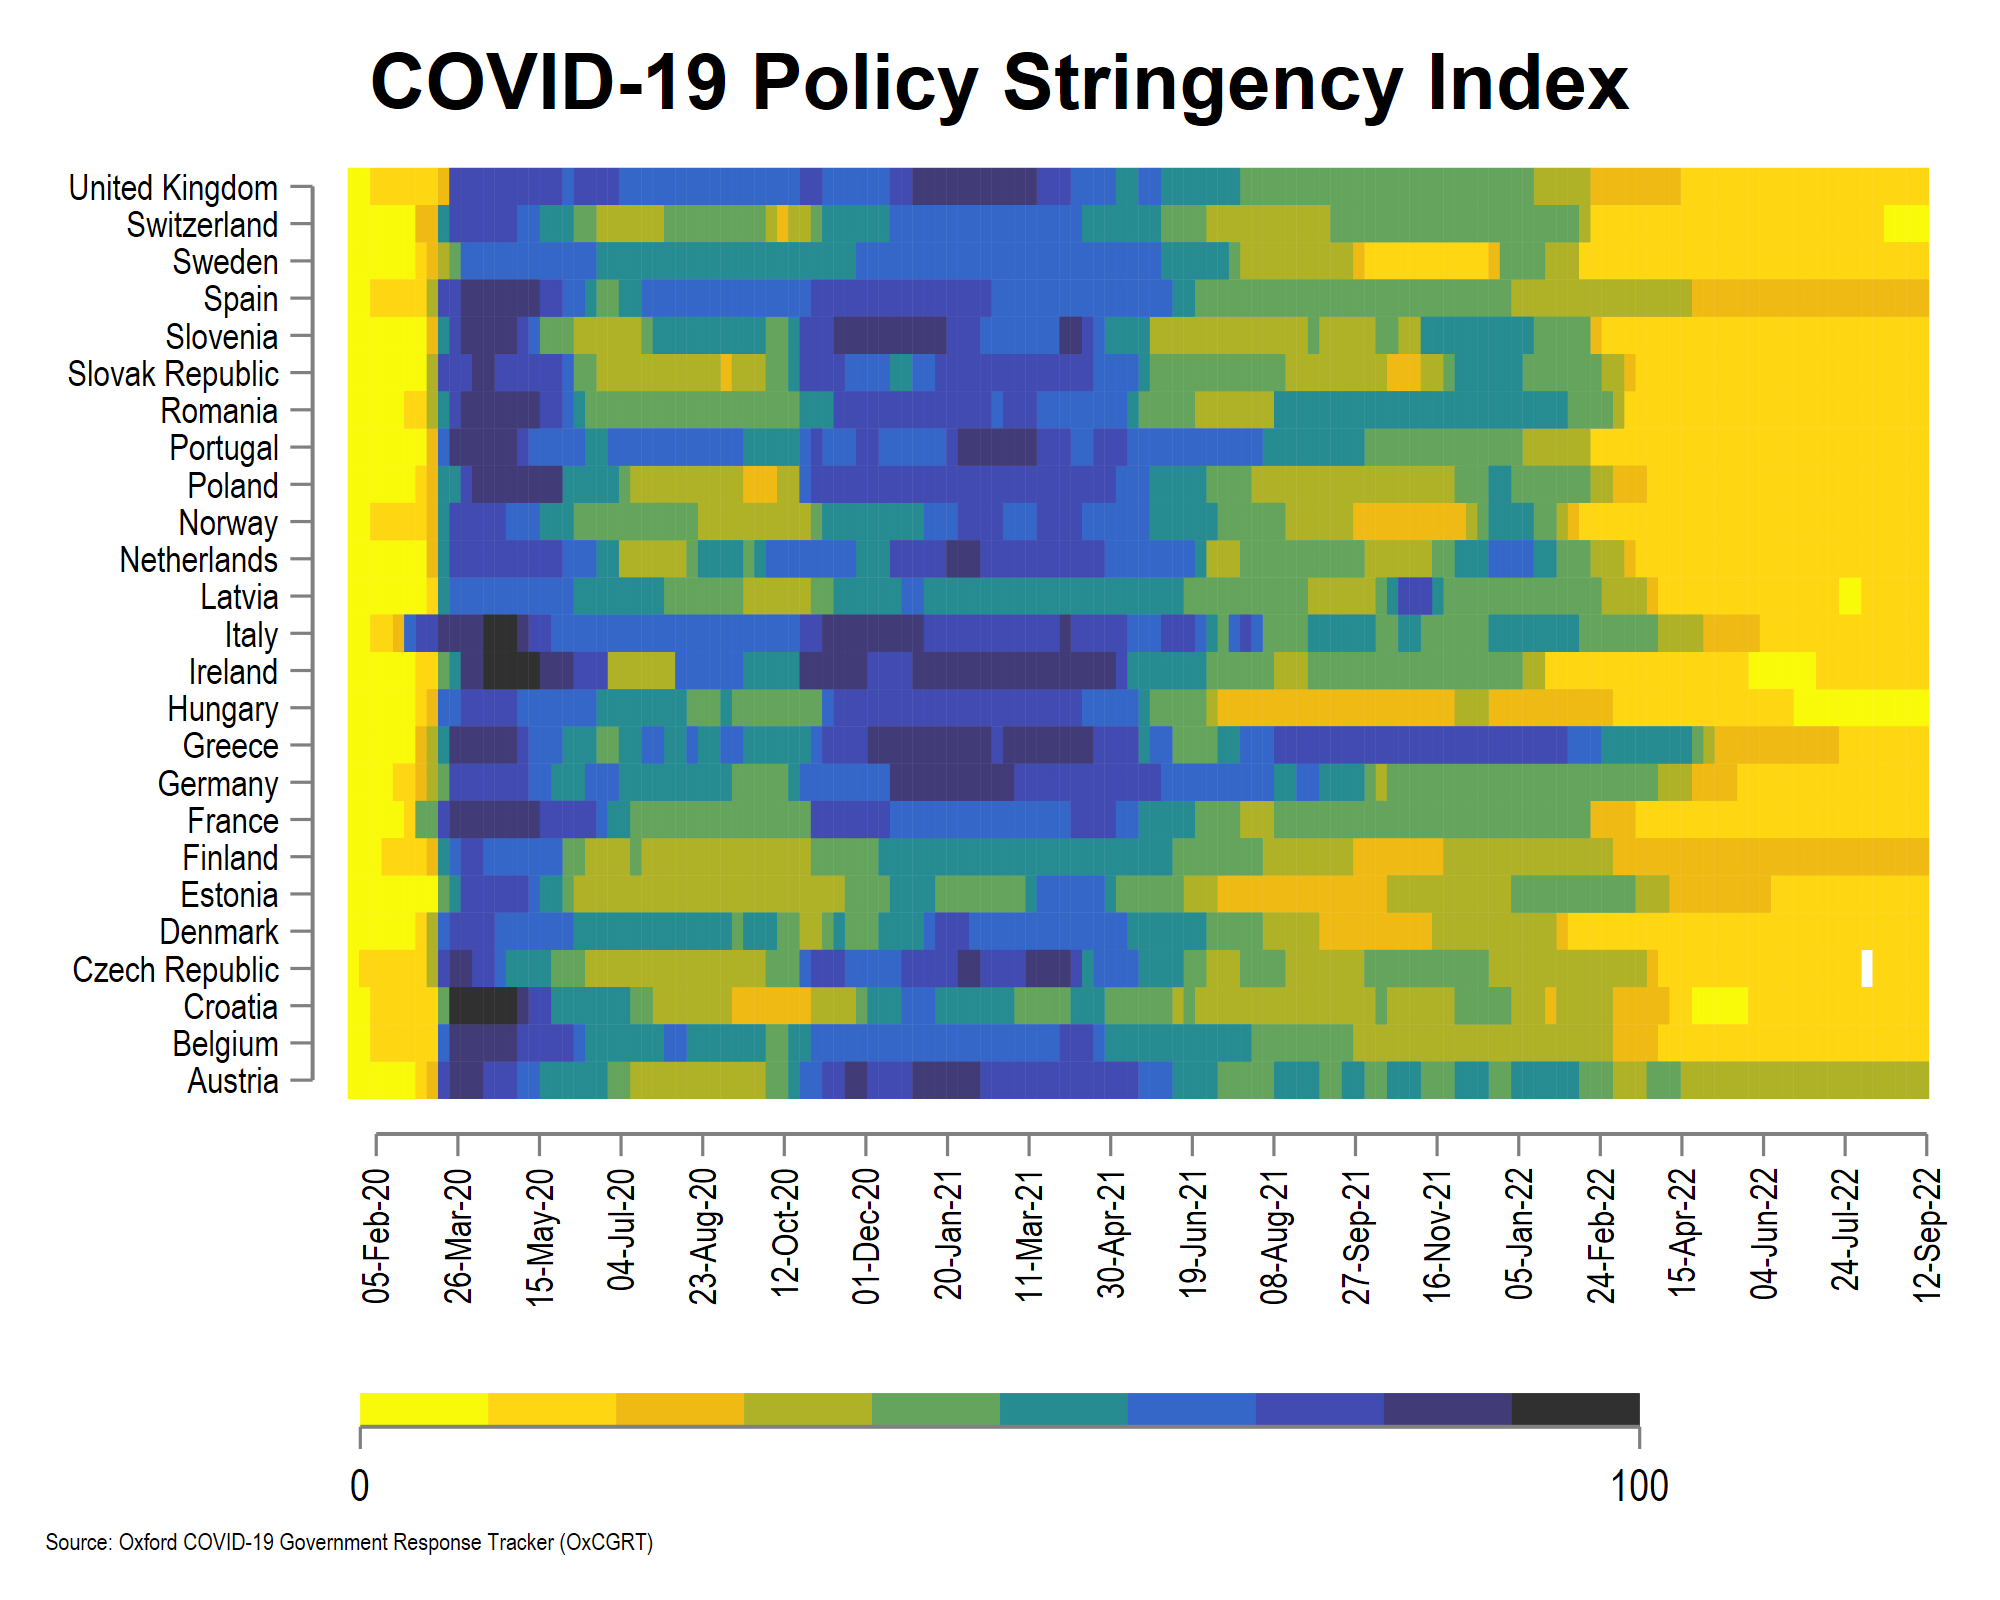 COVID-19 Policy Stringency Index
United Kingdom
Switzerland
Sweden
Spain
Slovenia
Slovak Republic
Romania
Portugal
Poland
Norway
Netherlands
Latvia
Italy
Ireland
Hungary
Greece
Germany
France
Finland
Estonia
Denmark
Czech Republic
Croatia
Belgium
Austria
05-Feb-20
26-Mar-20
15-May-20
04-Jul-20
23-Aug-20
12-Oct-20
01-Dec-20
20-Jan-21
11-Mar-21
30-Apr-21
19-Jun-21
08-Aug-21
27-Sep-21
16-Nov-21
05-Jan-22
24-Feb-22
15-Apr-22
04-Jun-22
24-Jul-22
12-Sep-22
0
100
Source: Oxford COVID-19 Government Response Tracker (OxCGRT)